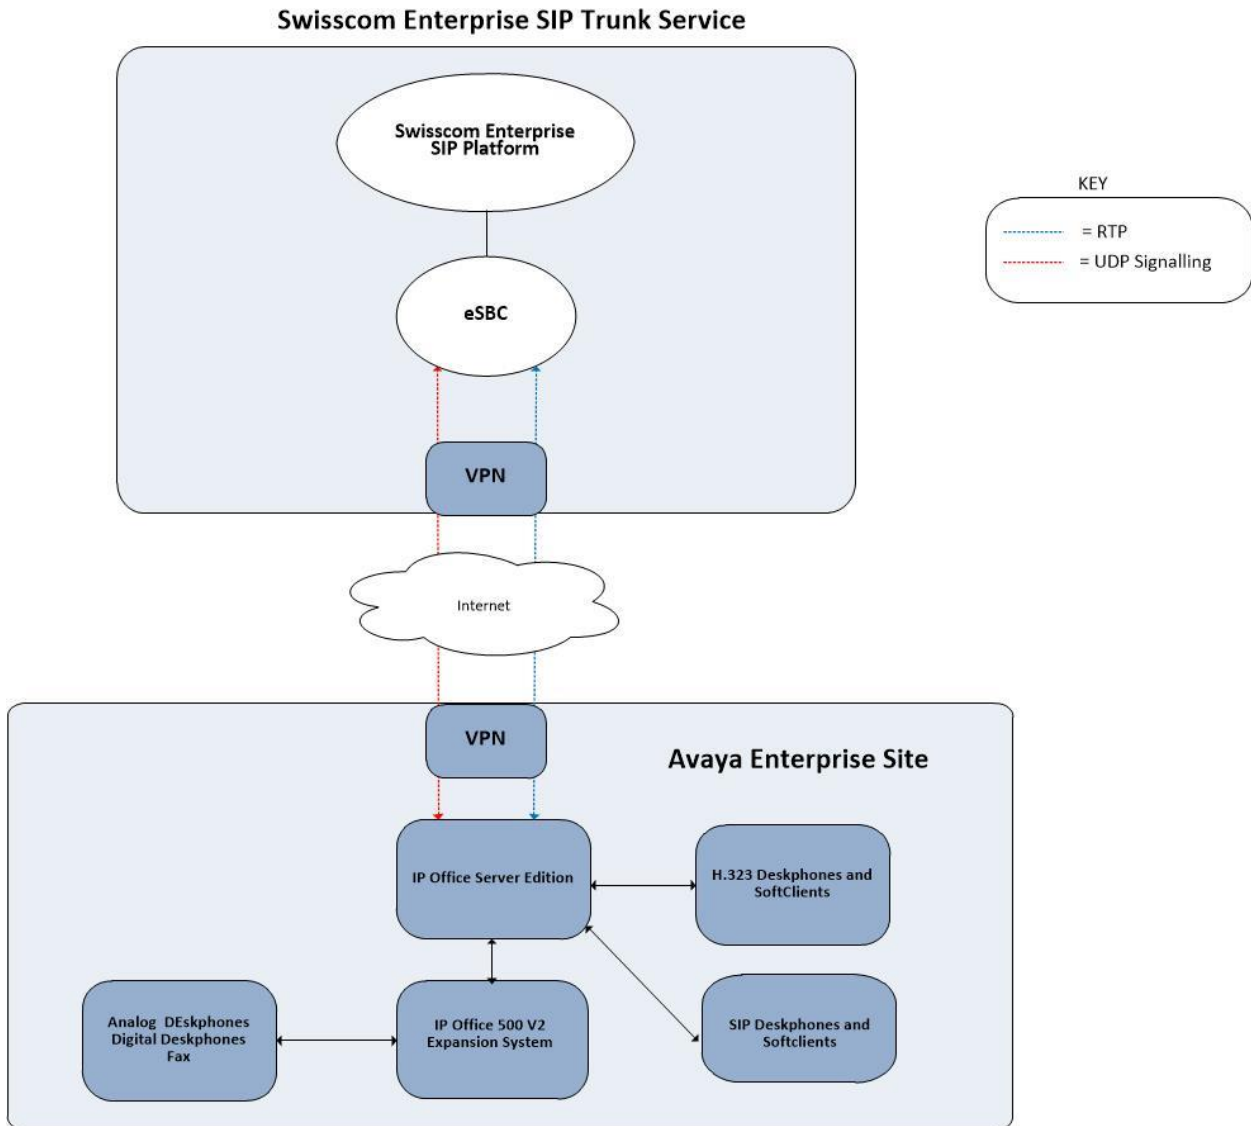 Swisscom Enterprise SIP Trunk Service
Swisscom Enterprise
SIP Platform
KEY
= RTP
= UDP Signalling
eSBC
VPN
Internet
VPN
Avaya Enterprise Site
IP Office Server Edition
H.323 Deskphones and
SoftClients
Analog DEskphones
Digital Deskphones
Fax
IP Office 500 V2
Expansion System
SIP Deskphones and
Softclients